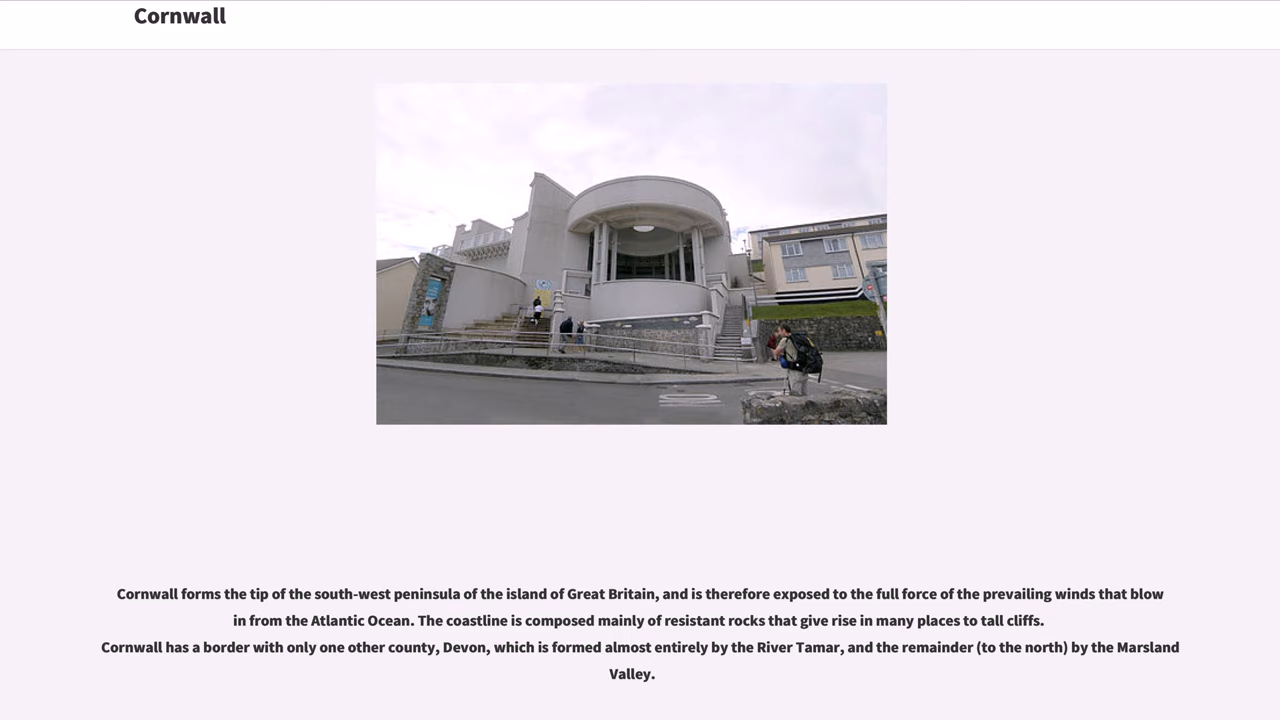 Cornwall
Cornwall forms the tip of the south-west peninsula of the island of Great Britain, and is therefore exposed to the full force of the prevailing winds that blow
in from the Atlantic Ocean. The coastline is composed mainly of resistant rocks that give rise in many places to tall cliffs.
Cornwall has a border with only one other county, Devon, which is formed almost entirely by the River Tamar, and the remainder (to the north) by the Marsland
Valley.